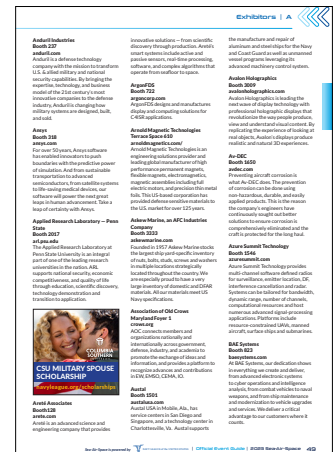 Exhibitors | A
Anduril Industries
Booth 237
anduril.com
Anduril is a defense technology
company with the mission to transform
U.S. & allied military and national
security capabilities. By bringing the
expertise, technology, and business
model of the 21st century's most
innovative companies to the defense
industry, Anduril is changing how
military systems are designed, built,
and sold.
Ansys
Booth 318
ansys.com
For over 50 years, Ansys software
has enabled innovators to push
boundaries with the predictive power
of simulation. And from sustainable
transportation to advanced
semiconductors, from satellite systems
to life-saving medical devices, our
software will power the next great
leaps in human advancement. Take a
leap of certainty with Ansys.
Applied Research Laboratory — Penn
State
Booth 2017
arl.psu.edu
The Applied Research Laboratory at
Penn State University is an integral
part of one of the leading research
universities in the nation. ARL
supports national security, economic
competitiveness, and quality of life
through education, scientific discovery,
technology demonstration and
transition to application.
COLUMBIA
SOUTHERN
CSU MILITARY SPOUSE
SCHOLARSHIP
navyleague.org/scholarships
Areté Associates
Booth 128
arete.com
Areté is an advanced science and
engineering company that provides
innovative solutions — from scientific
discovery through production. Areté's
smart systems include active and
passive sensors, real-time processing,
software, and complex algorithms that
operate from seafloor to space.
ArgonFDS
Booth 723
argoncorp.com
ArgonFDS designs and manufactures
display and computing solutions for
C4ISR applications.
Arnold Magnetic Technologies
Terrace Space 610
arnoldmagnetics.com/
Arnold Magnetic Technologies is an
engineering solutions provider and
leading global manufacturer of high
performance permanent magnets,
flexible magnets, electromagnetics,
magnetic assemblies including full
electric motors, and precision thin metal
foils. This US-based corporation has
provided defense sensitive materials to
the US market for over 125 years.
Askew Marine, an AFC Industries
Company
Booth 3333
askewmarine.com
Founded in 1957 Askew Marine stocks
the largest ship yard-specific inventory
of nuts, bolts, studs, screws and washers
in multiple locations strategically
located throughout the country. We
are especially proud to have a very
large inventory of domestic and DFAR
materials. All our materials meet US
Navy specifications.
Association of Old Crows
Maryland Foyer 1
crows.org
AOC connects members and
organizations nationally and
internationally across government,
defense, industry, and academia to
promote the exchange of ideas and
information, and provides a platform to
recognize advances and contributions
in EW, EMSO, CEMA, IO.
Austal
Booth 1501
austalusa.com
Austal USA in Mobile, Ala., has
service centers in San Diego and
Singapore, and a technology center in
Charlottesville, Va. Austal supports
the manufacture and repair of
aluminum and steel ships for the Navy
and Coast Guard as well as unmanned
vessel programs leveraging its
advanced machinery control system.
Avalon Holographics
Booth 3009
avalonholographics.com
Avalon Holographics is leading the
next wave of display technology with
professional holographic displays that
revolutionize the way people produce,
view and understand visual content. By
replicating the experience of looking at
real objects, Avalon's displays produce
realistic and natural 3D experiences.
Av-DEC
Booth 1650
avdec.com
Preventing aircraft corrosion is
what Av-DEC does. The prevention
of corrosion can be done using
non-hazardous, durable, and easily
applied products. This is the reason
the company's engineers have
continuously sought out better
solutions to ensure corrosion is
comprehensively eliminated and the
craft is protected for the long haul.
Azure Summit Technology
Booth 1546
azuresummit.com
Azure Summit Technology provides
multi-channel software defined radios
for surveillance, emitter location, DF,
interference cancellation and radar.
Systems can be tailored for bandwidth,
dynamic range, number of channels,
computational resources and host
numerous advanced signal-processing
applications. Platforms include
resource-constrained UAVs, manned
aircraft, surface ships and submarines.
BAE Systems
Booth 823
baesystems.com
At BAE Systems, our dedication shows
in everything we create and deliver,
from advanced electronic systems
to cyber operations and intelligence
analysis, from combat vehicles to naval
weapons, and from ship maintenance
and modernization to vehicle upgrades
and services. We deliver a critical
advantage to our customers where it
counts.
Sea-Air-Space is powered by
| Official Event Guide | 2025 Sea-Air-Space
49